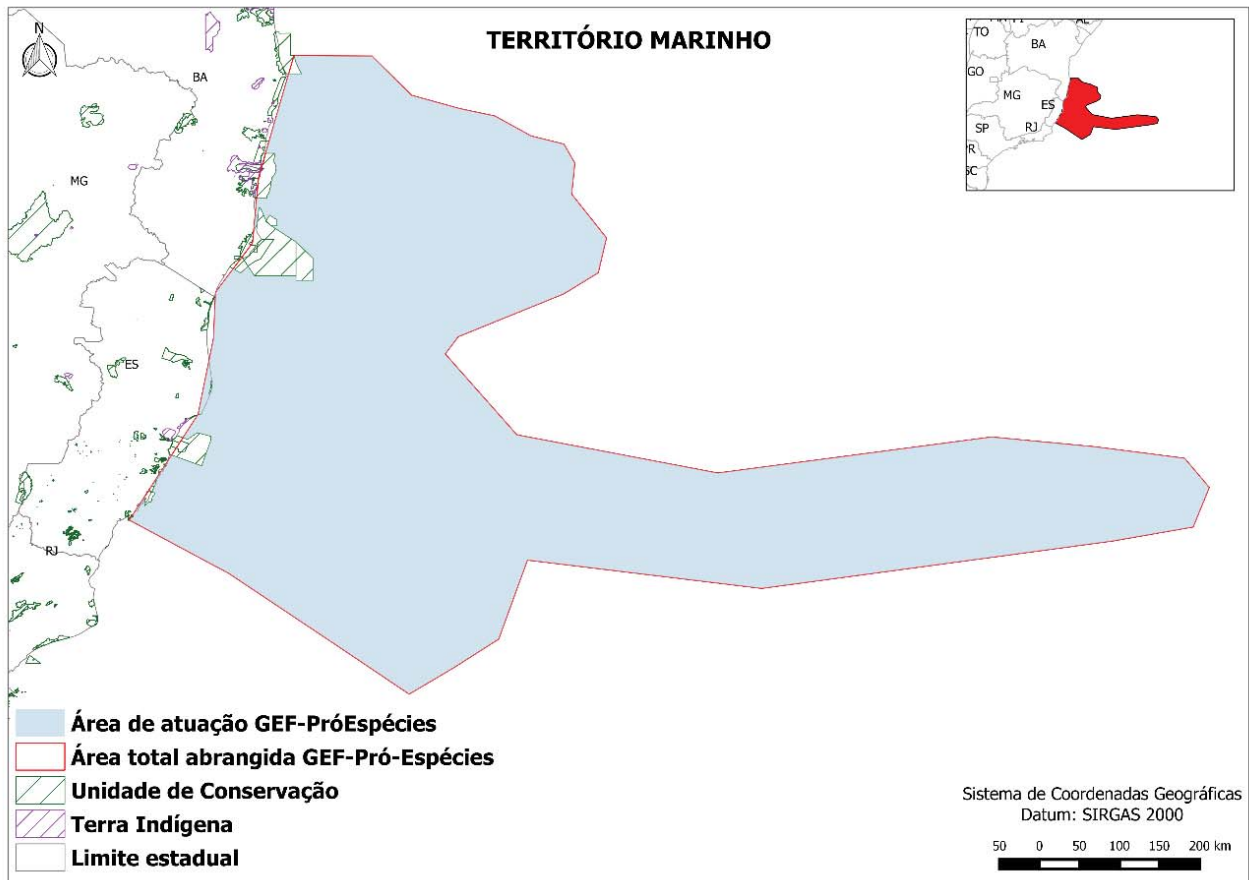 TERRITÓRIO MARINHO
N
BA
MG
ES
RJ
TO
AL
BA
GO
MG
ES
SP
RJ
PR
SC
Área de atuação GEF-PróEspécies
Área total abrangida GEF-Pró-Espécies
Unidade de Conservação
Terra Indígena
Limite estadual
Sistema de Coordenadas Geográficas
Datum: SIRGAS 2000
50 0 50 100 150 200 km